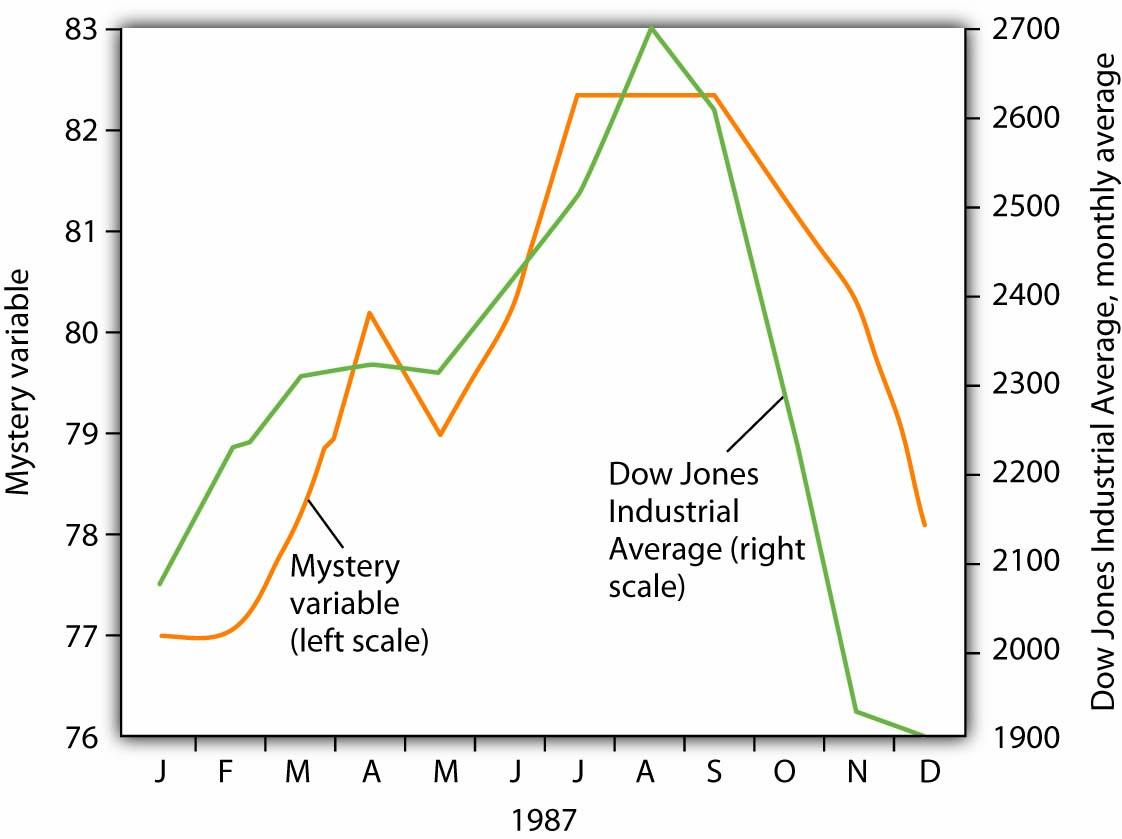 83
82
81
80
79
78
77
76
Mystery variable
2700
2600
2500
2400
2300
2200
2100
2000
1900
Dow Jones Industrial Average, monthly average
Mystery
variable
(left scale)
Dow Jones
Industrial
Average (right
scale)
J F M A M J J A S O N D
1987